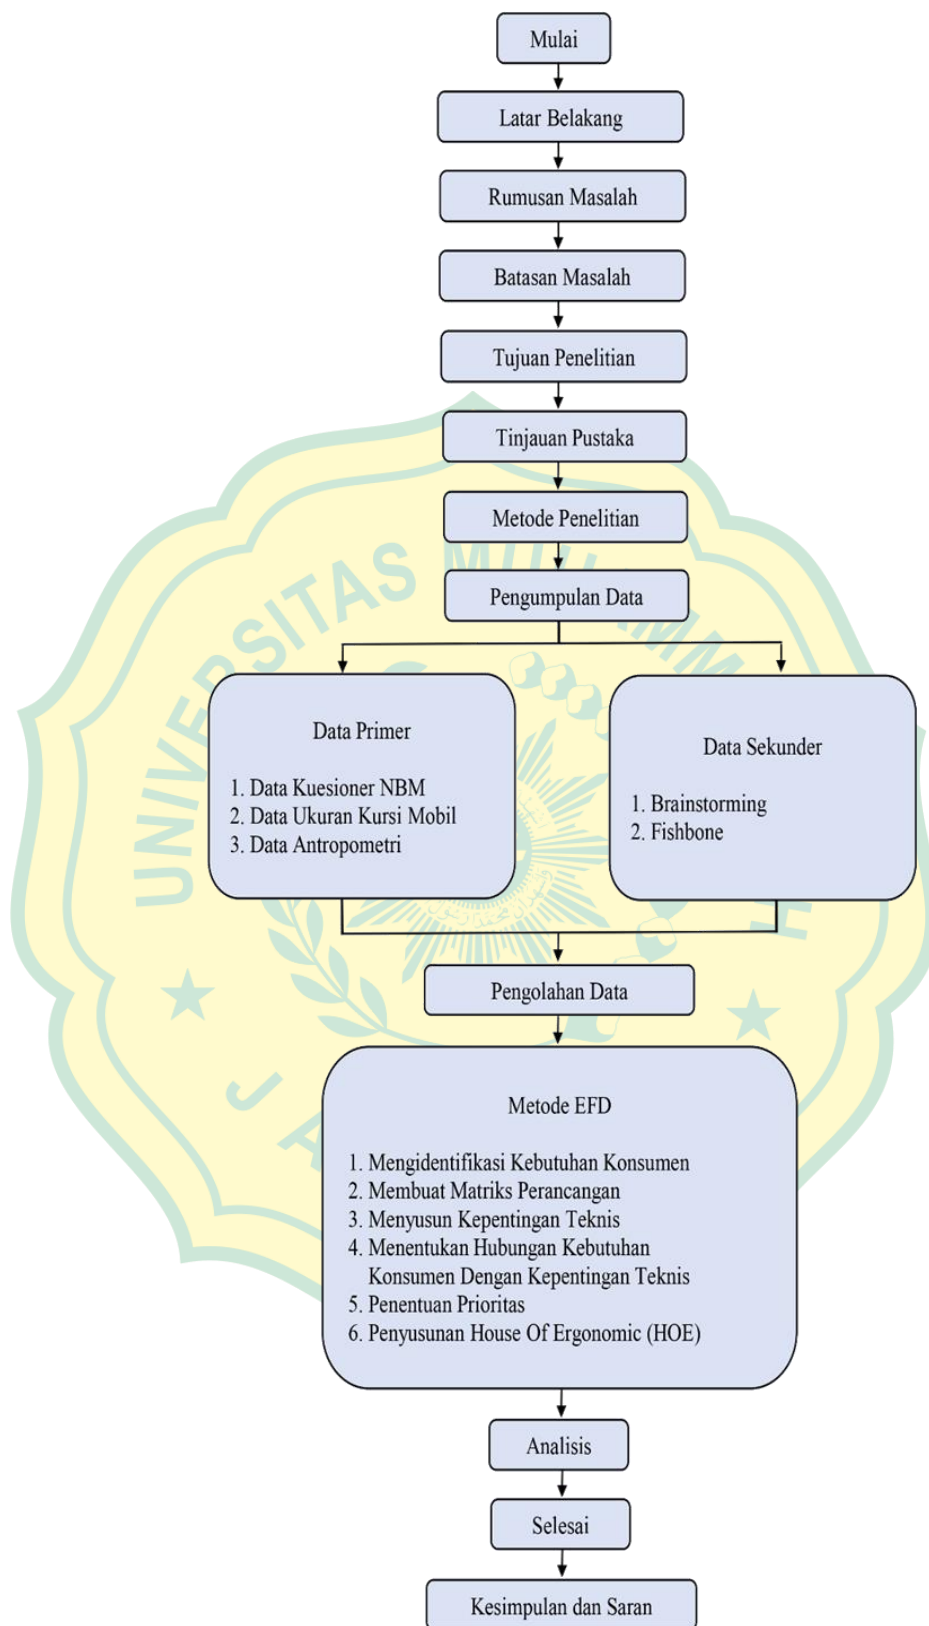 Mulai
Latar Belakang
Rumusan Masalah
Batasan Masalah
Tujuan Penelitian
Tinjauan Pustaka
Metode Penelitian
Pengumpulan Data
Data Primer
1. Data Kuesioner NBM
2. Data Ukuran Kursi Mobil
3. Data Antropometri
Data Sekunder
1. Brainstorming
2. Fishbone
Pengolahan Data
Metode EFD
1. Mengidentifikasi Kebutuhan Konsumen
2. Membuat Matriks Perancangan
3. Menyusun Kepentingan Teknis
4. Menentukan Hubungan Kebutuhan
Konsumen Dengan Kepentingan Teknis
5. Penentuan Prioritas
6. Penyusunan House Of Ergonomic (HOE)
Analisis
Selesai
Kesimpulan dan Saran
UNIVERSITAS